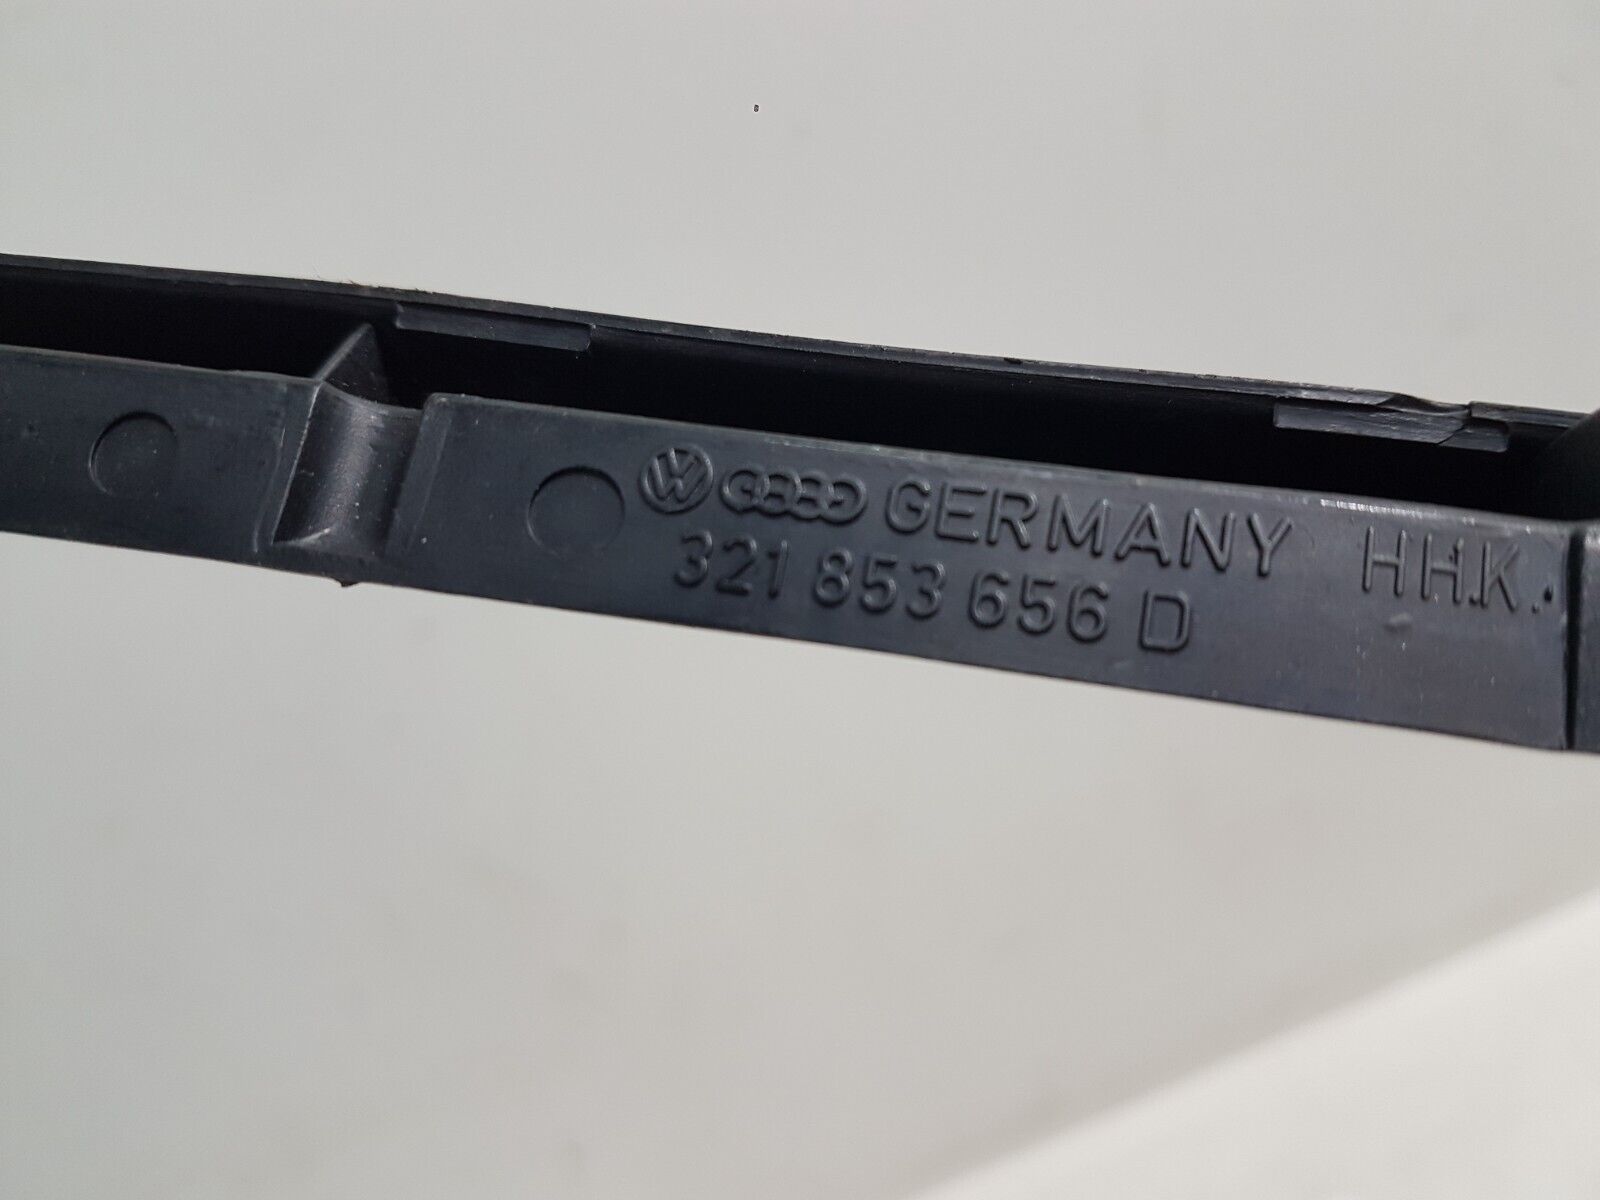 GERMANY HH.K.
321 853 656 D